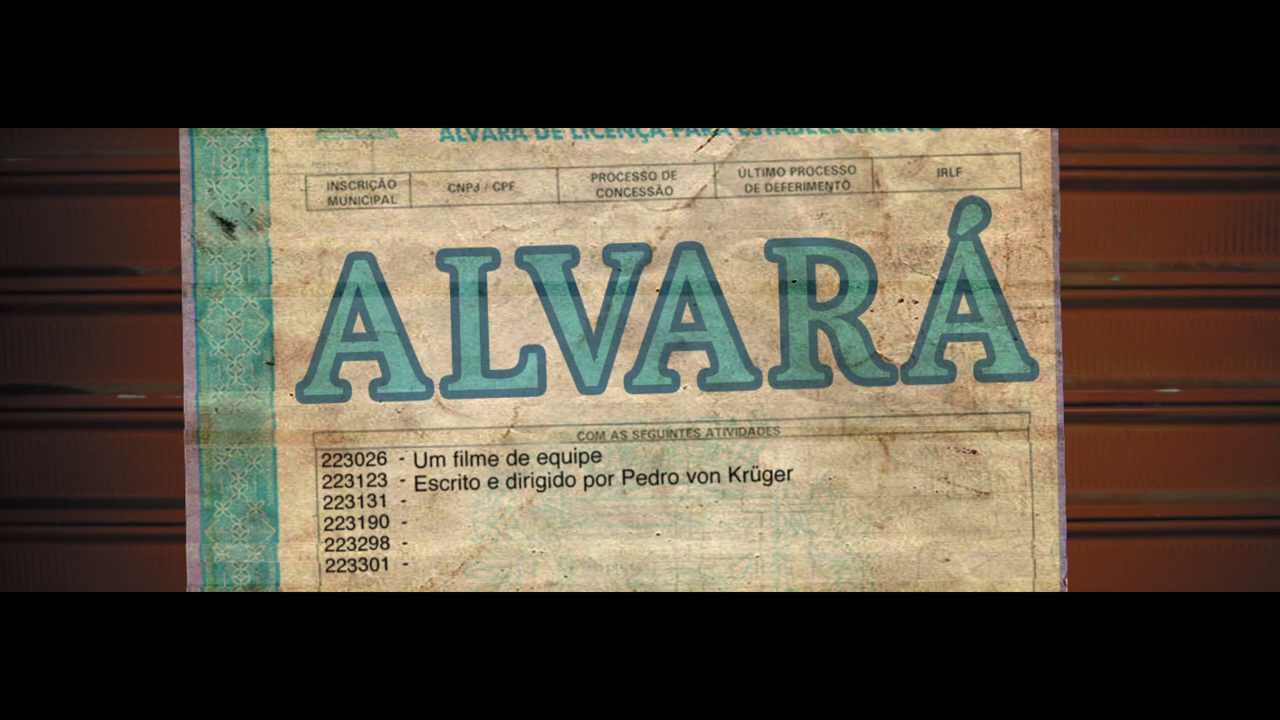 ALVARÁ DE LICENÇA PARA ESTABELECIMENTO
INSCRIÇÃO MUNICIPAL
CNPJ / CPF
PROCESSO DE CONCESSÃO
ÚLTIMO PROCESSO DE DEFERIMENTO
IRLF
ALVARÁ
COM AS SEGUINTES ATIVIDADES
223026 - Um filme de equipe
223123 - Escrito e dirigido por Pedro von Krüger
223131 -
223190 -
223298 -
223301 -